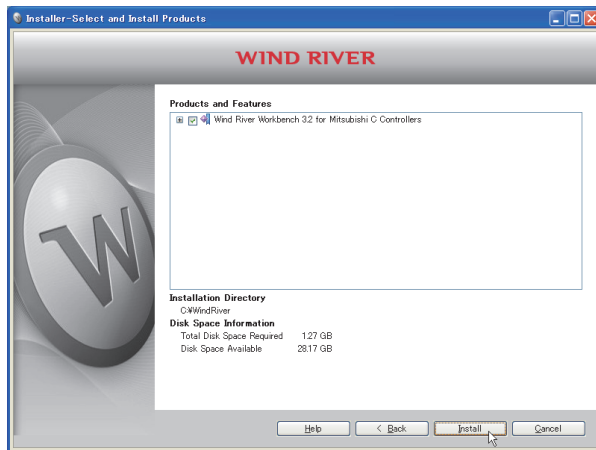 Installer-Select and Install Products
WIND RIVER
Products and Features
Wind River Workbench 3.2 for Mitsubishi C Controllers
W
Installation Directory
C:¥WindRiver
Disk Space Information
Total Disk Space Required 1.27 GB
Disk Space Available 28.17 GB
Help < Back Install Cancel